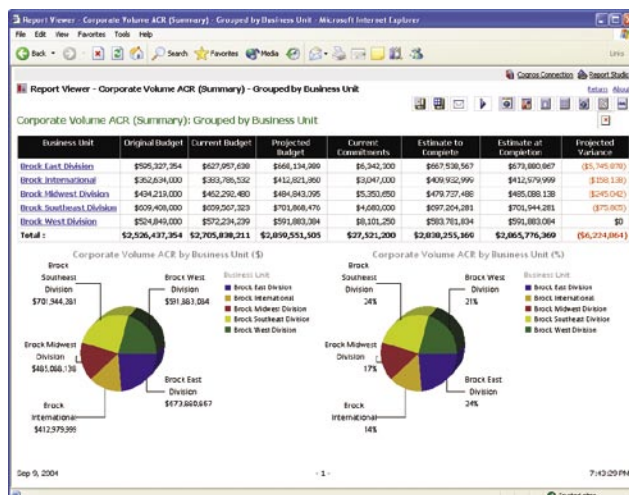 Report Viewer - Corporate Volume ACR (Summary) - Grouped by Business Unit - Microsoft Internet Explorer
File Edit View Favorites Tools Help
Back Search Favorites Media Links
Cognos Connection Report Studio
Report Viewer - Corporate Volume ACR (Summary) - Grouped by Business Unit Return About
Corporate Volume ACR (Summary): Grouped by Business Unit
Business Unit Original Budget Current Budget Projected Budget Current Commitments Estimate to Complete Estimate at Completion Projected Variance
Brock East Division $595,327,354 $627,957,638 $668,134,989 $6,342,300 $667,538,567 $673,880,867 ($5,745,878)
Brock International $362,634,000 $383,786,532 $412,821,860 $3,047,000 $409,932,999 $412,979,999 ($158,138)
Brock Midwest Division $434,219,000 $462,292,480 $484,843,095 $5,350,650 $479,737,488 $485,088,138 ($245,042)
Brock Southeast Division $609,408,000 $659,567,323 $701,868,476 $4,680,000 $697,264,281 $701,944,281 ($75,805)
Brock West Division $524,849,000 $572,234,239 $591,883,084 $8,101,250 $583,781,834 $591,883,084 $0
Total : $2,526,437,354 $2,705,838,211 $2,859,551,505 $27,521,200 $2,838,255,169 $2,865,776,369 ($6,224,864)
Corporate Volume ACR by Business Unit ($)
Brock Southeast Division $701,944,281
Brock West Division $591,883,084
Brock Midwest Division $485,088,138
Brock East Division $673,880,867
Brock International $412,979,999
Business Unit
Brock East Division
Brock International
Brock Midwest Division
Brock Southeast Division
Brock West Division
Corporate Volume ACR by Business Unit (%)
Brock Southeast Division 24%
Brock West Division 21%
Brock Midwest Division 17%
Brock East Division 24%
Brock International 14%
Business Unit
Brock East Division
Brock International
Brock Midwest Division
Brock Southeast Division
Brock West Division
Sep 9, 2004 - 1 - 7:43:29 PM